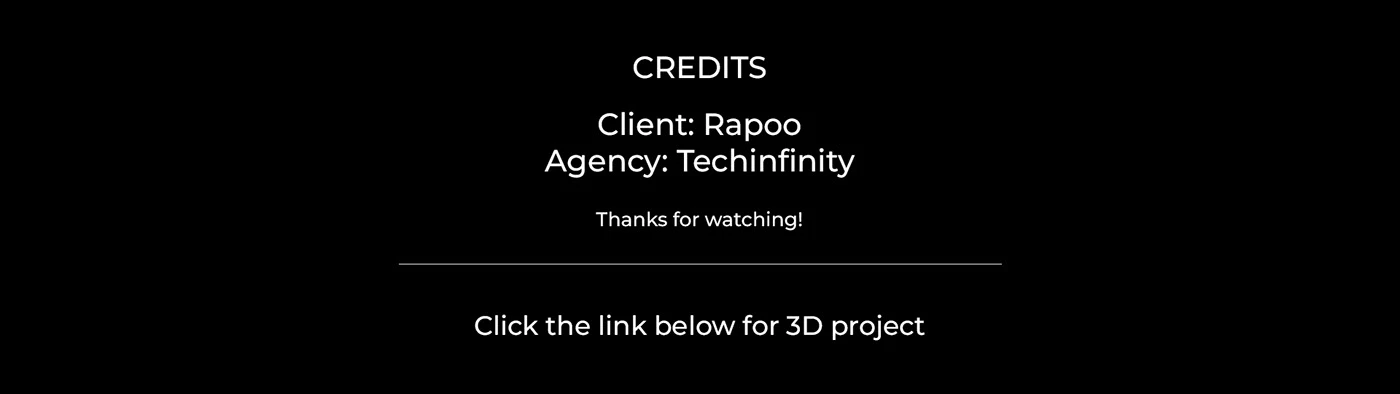 CREDITS
Client: Rapoo
Agency: Techinfinity
Thanks for watching!
Click the link below for 3D project